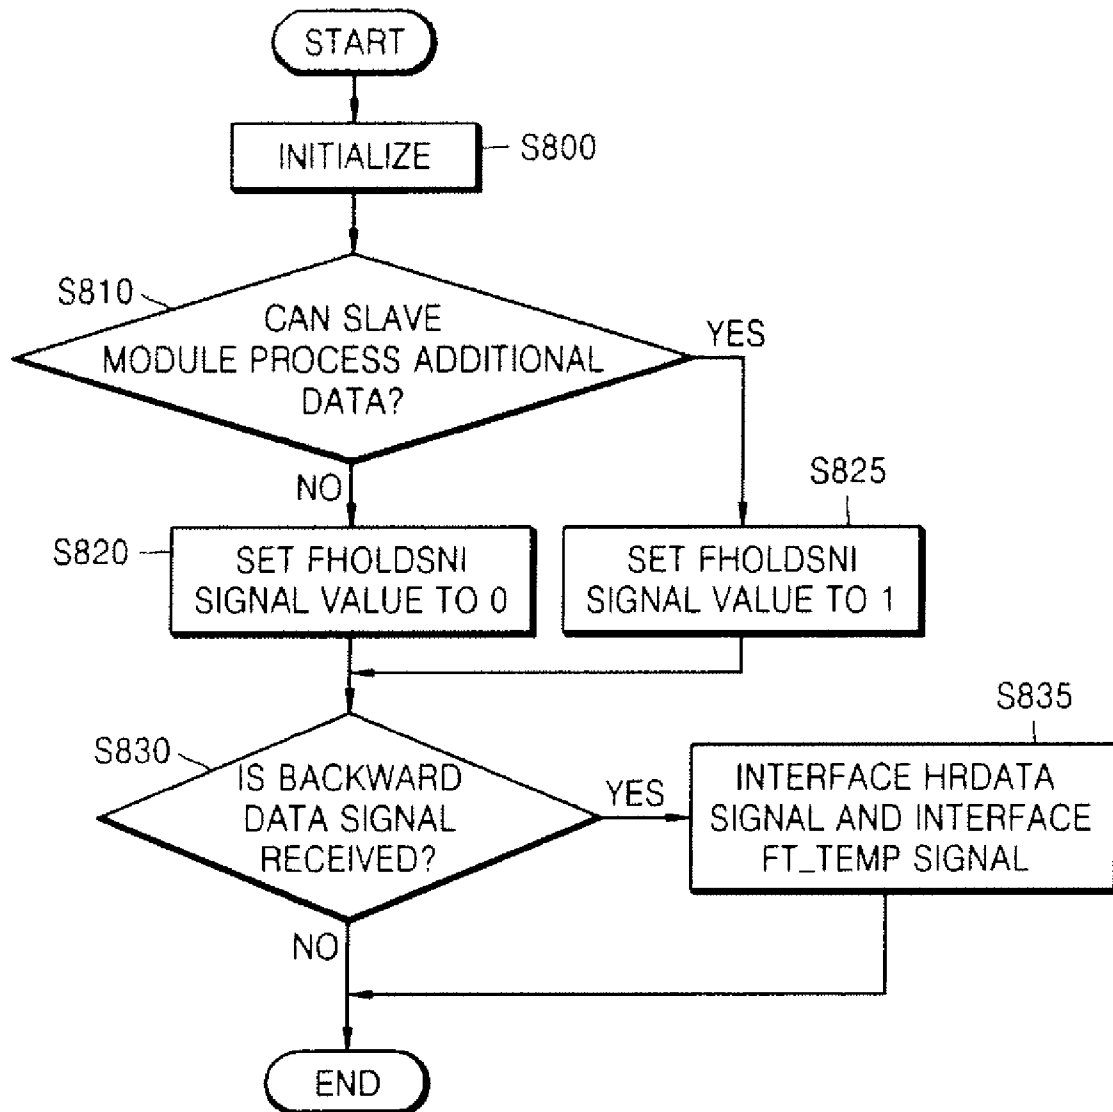 START
INITIALIZE
S800
S810
CAN SLAVE
MODULE PROCESS ADDITIONAL
DATA?
YES
NO
S820
SET FHOLDSNI
SIGNAL VALUE TO 0
S825
SET FHOLDSNI
SIGNAL VALUE TO 1
S830
IS BACKWARD
DATA SIGNAL
RECEIVED?
YES
S835
INTERFACE HRDATA
SIGNAL AND INTERFACE
FT_TEMP SIGNAL
NO
END